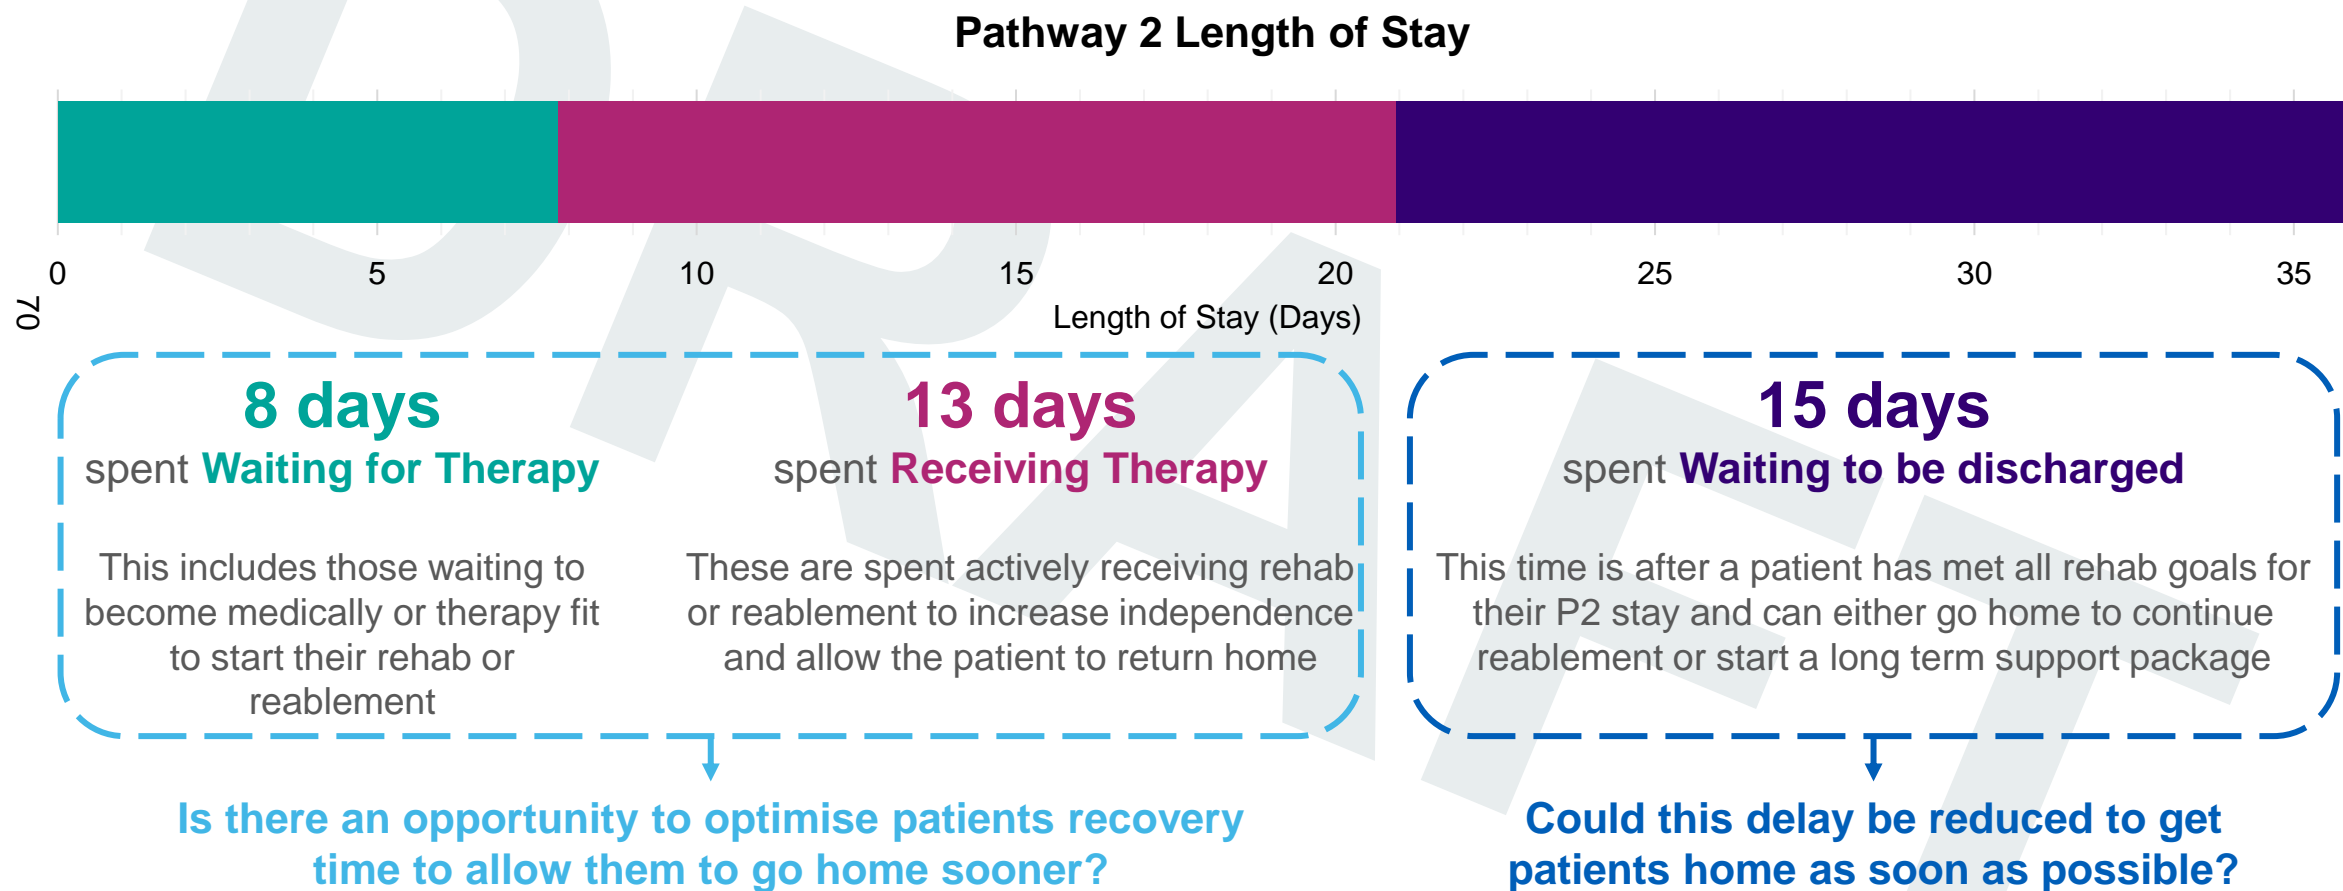 Pathway 2 Length of Stay
0 5 10 15 20 25 30 35
Length of Stay (Days)
70
8 days
spent Waiting for Therapy
This includes those waiting to
become medically or therapy fit
to start their rehab or
reablement
13 days
spent Receiving Therapy
These are spent actively receiving rehab
or reablement to increase independence
and allow the patient to return home
15 days
spent Waiting to be discharged
This time is after a patient has met all rehab goals for
their P2 stay and can either go home to continue
reablement or start a long term support package
Is there an opportunity to optimise patients recovery
time to allow them to go home sooner?
Could this delay be reduced to get
patients home as soon as possible?
DRAFT